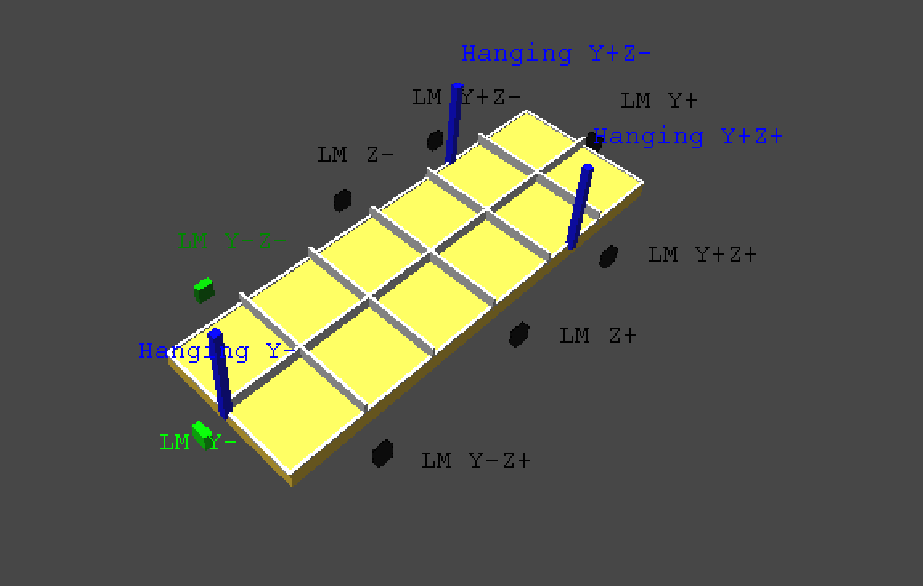 Hanging Y+Z-
LM Y+Z-
LM Y+
Hanging Y+Z+
LM Z-
LM Y-Z-
LM Y+Z+
LM Z+
Hanging Y-
LM Y-
LM Y-Z+